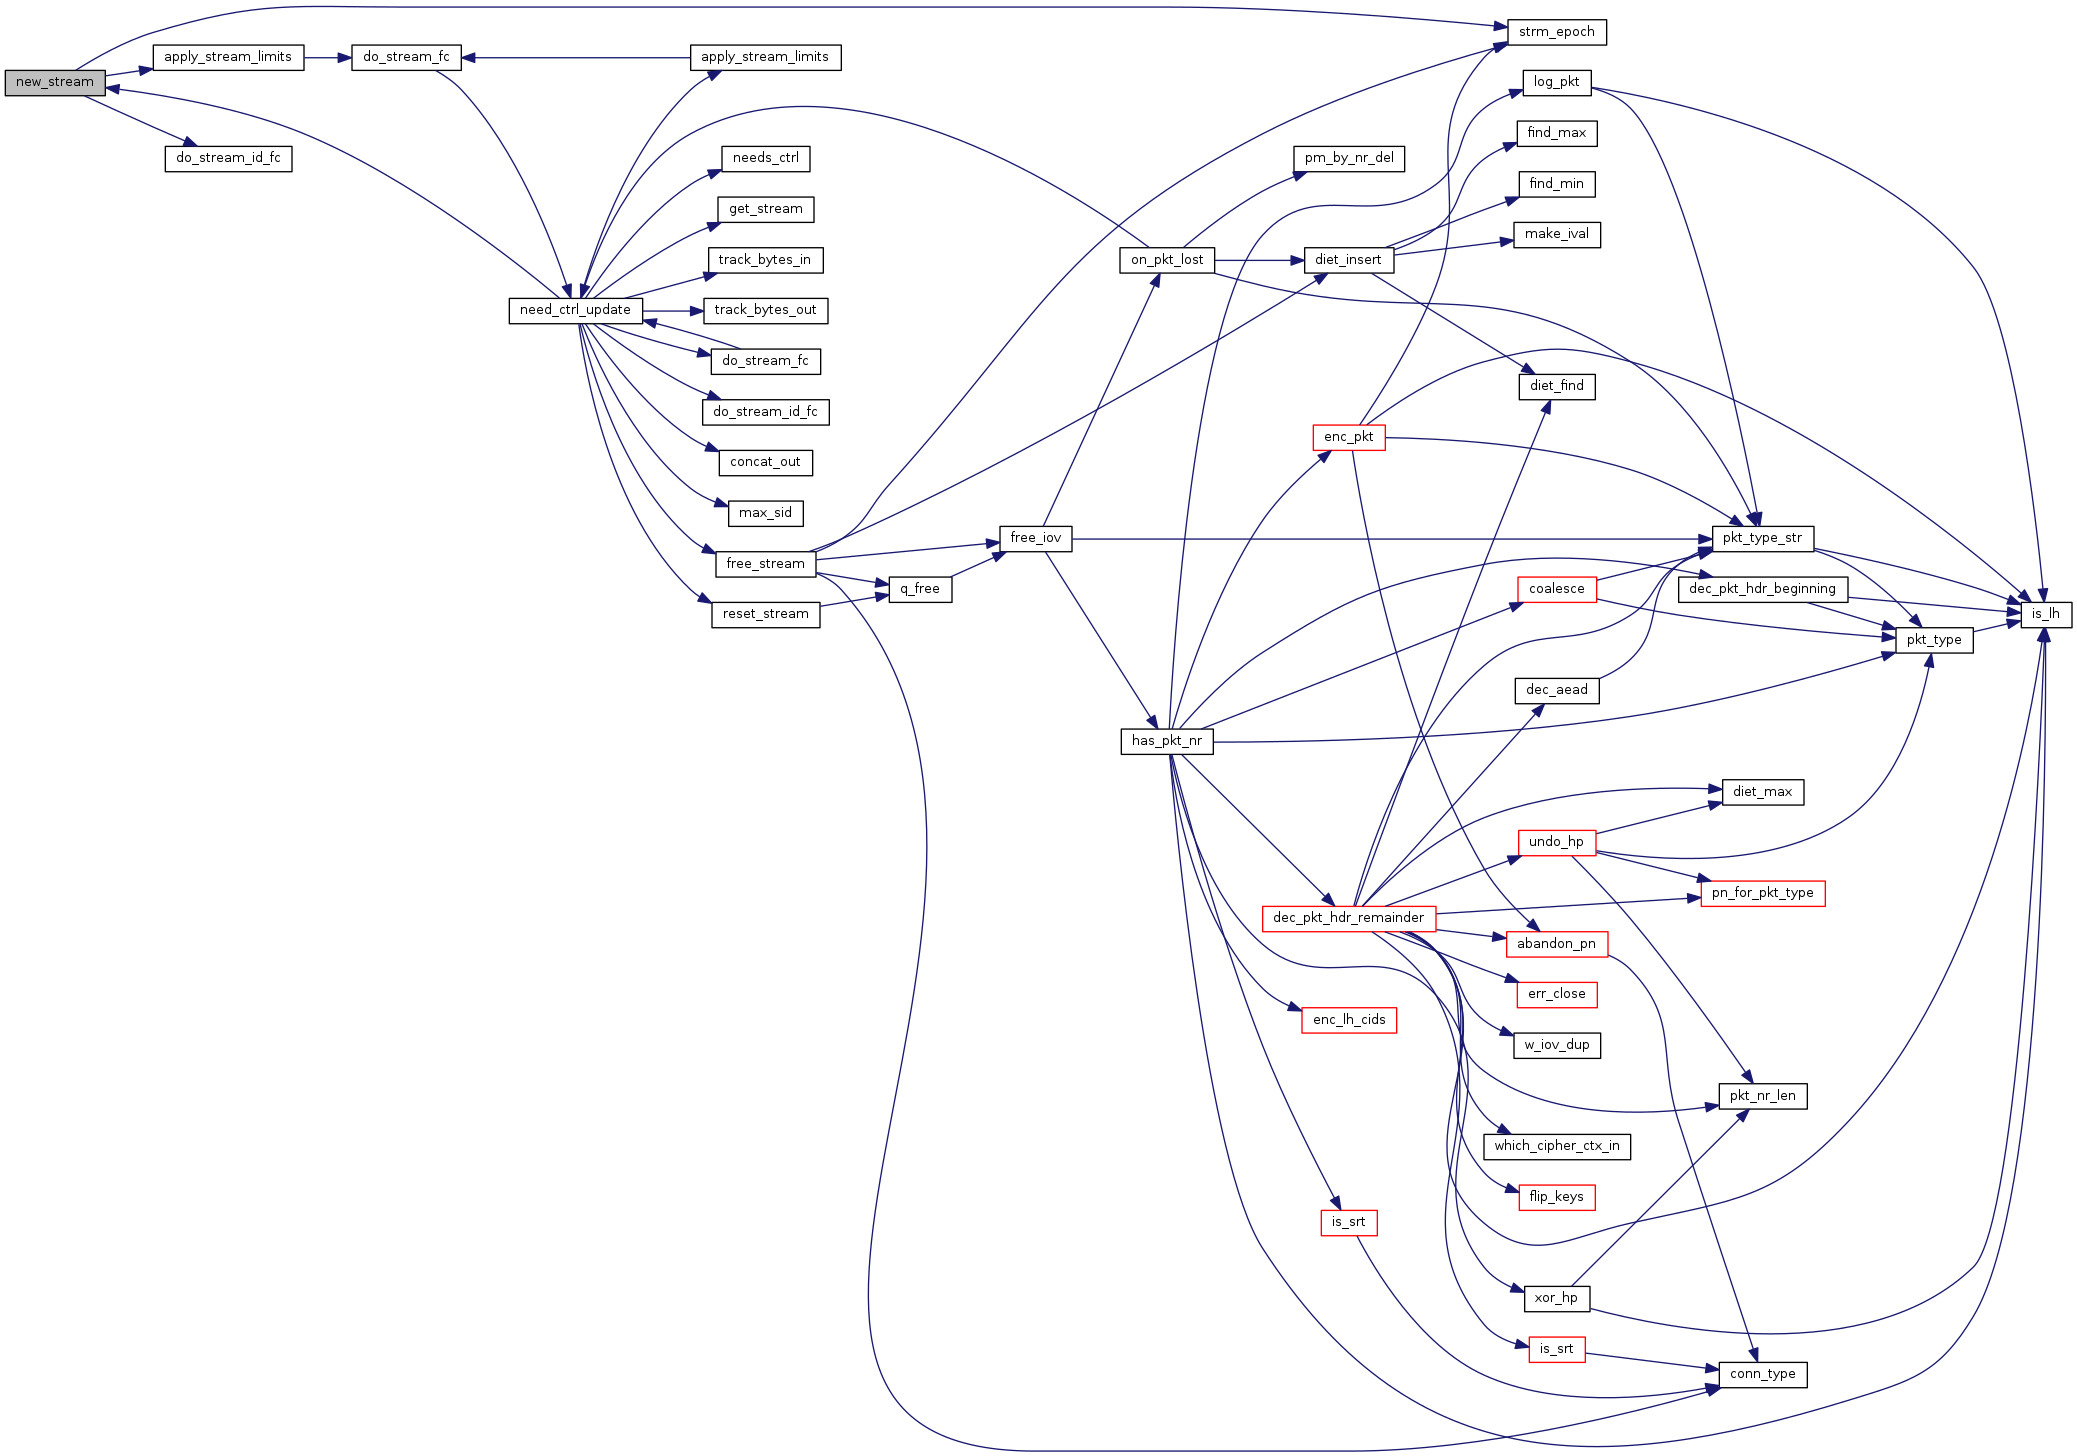 new_stream
apply_stream_limits
do_stream_id_fc
do_stream_fc
need_ctrl_update
apply_stream_limits
needs_ctrl
get_stream
track_bytes_in
track_bytes_out
do_stream_fc
do_stream_id_fc
concat_out
max_sid
free_stream
reset_stream
q_free
free_iov
on_pkt_lost
has_pkt_nr
pm_by_nr_del
diet_insert
enc_pkt
dec_pkt_hdr_remainder
enc_lh_cids
is_srt
strm_epoch
log_pkt
find_max
find_min
make_ival
diet_find
coalesce
dec_aead
undo_hp
abandon_pn
err_close
w_iov_dup
which_cipher_ctx_in
flip_keys
xor_hp
is_srt
pkt_type_str
dec_pkt_hdr_beginning
diet_max
pn_for_pkt_type
pkt_nr_len
conn_type
pkt_type
is_lh